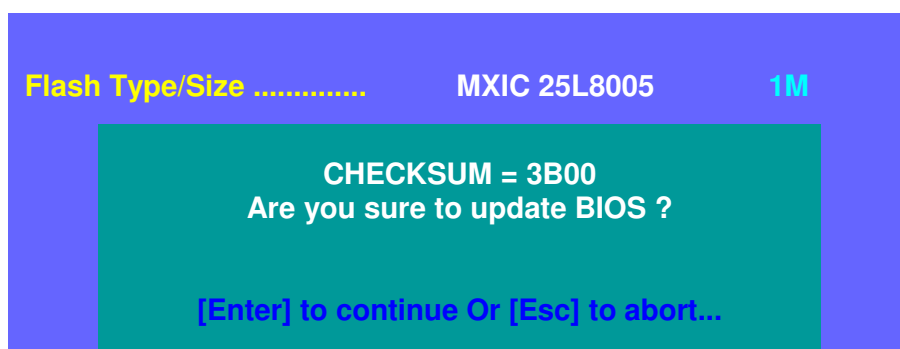 Flash Type/Size .............. MXIC 25L8005 1M
CHECKSUM = 3B00
Are you sure to update BIOS ?
[Enter] to continue Or [Esc] to abort...